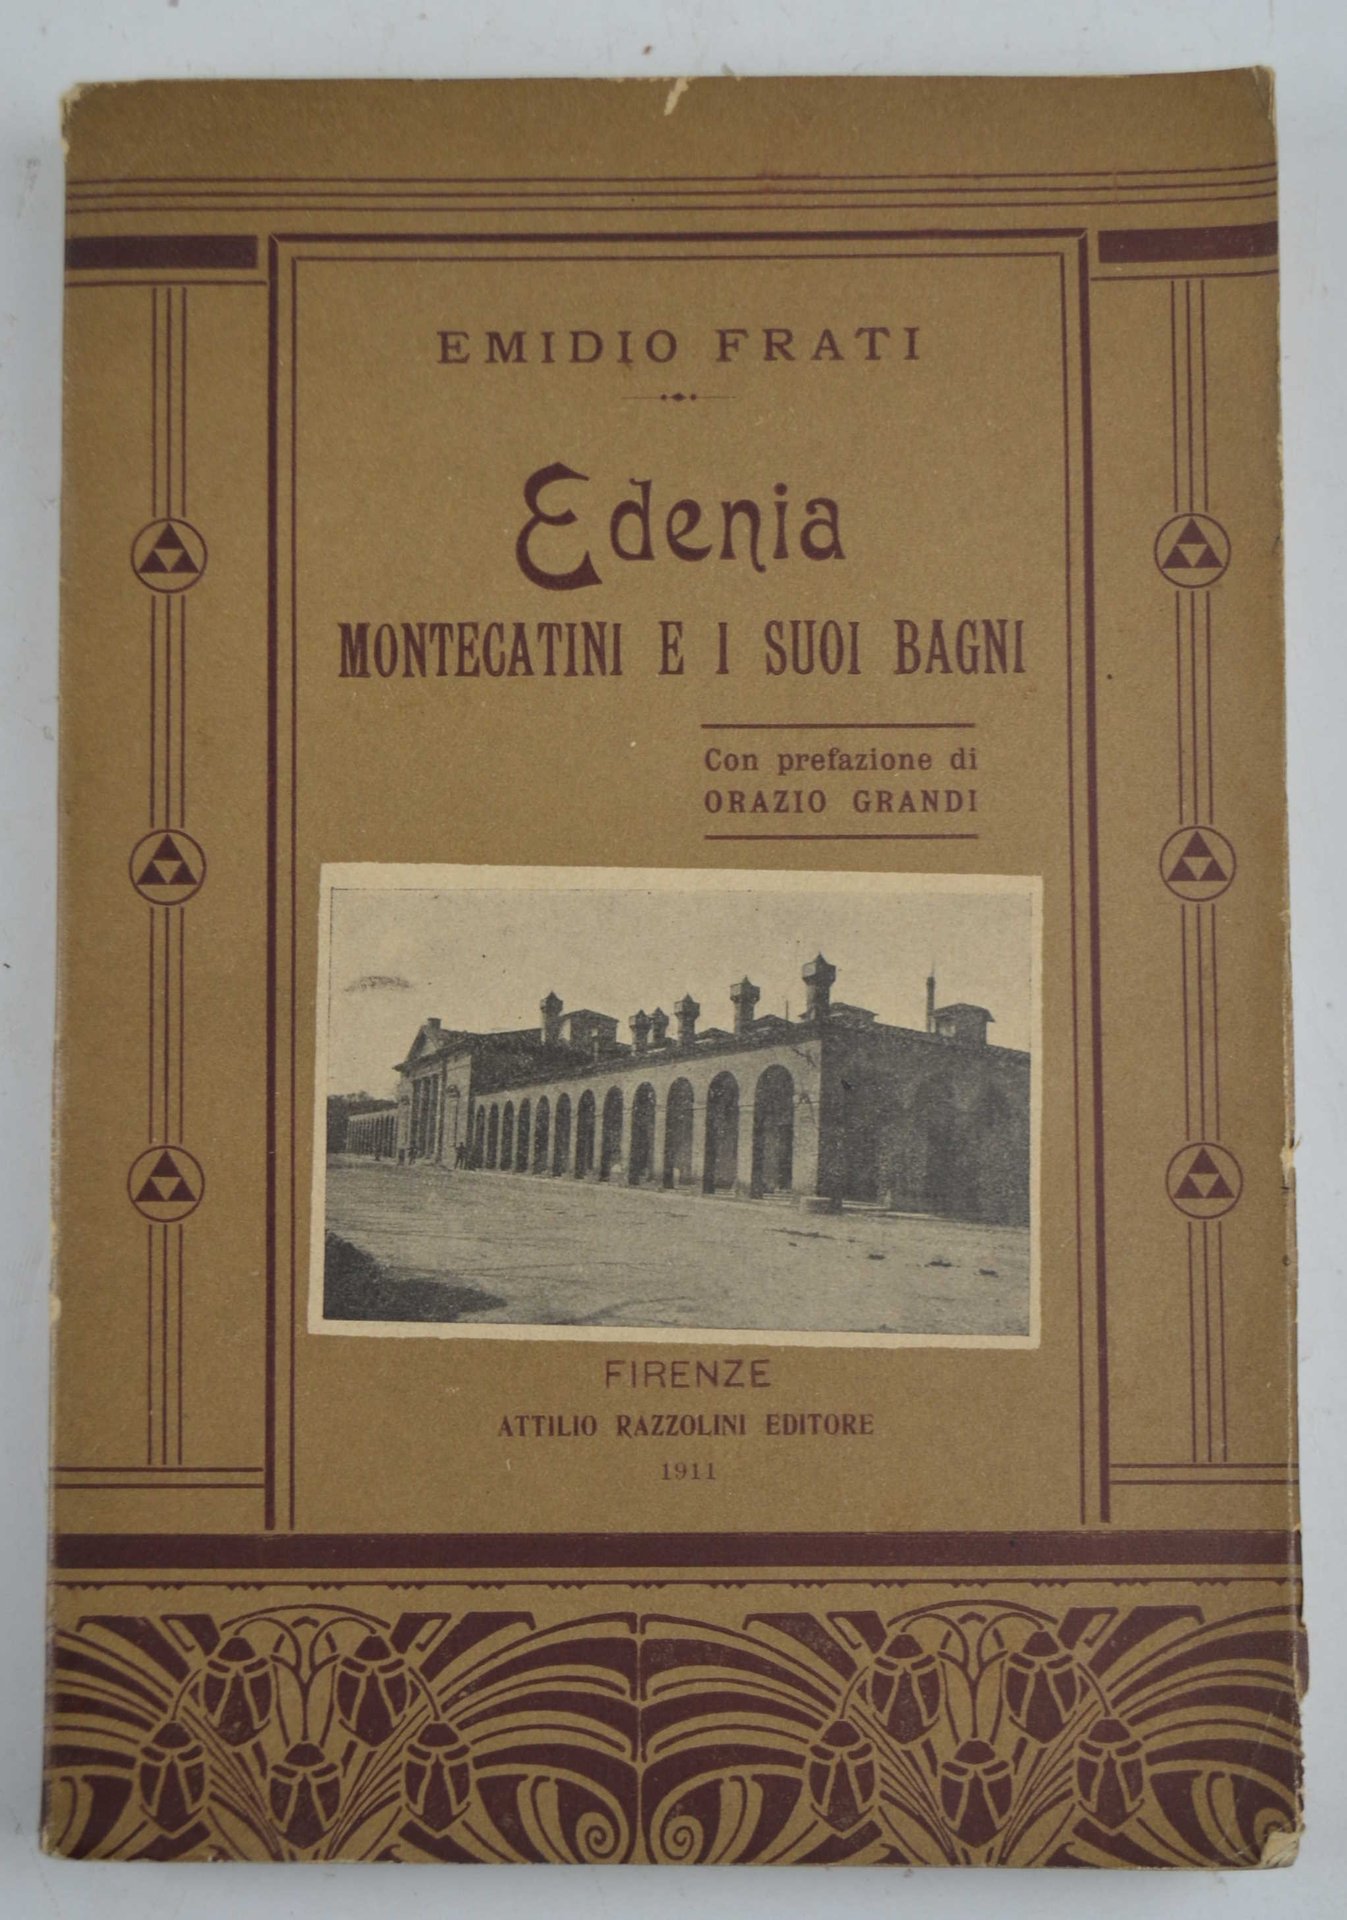 EMIDIO FRATI
Edenia
MONTECATINI E I SUOI BAGNI
Con prefazione di
ORAZIO GRANDI
FIRENZE
ATTILIO RAZZOLINI EDITORE
1911